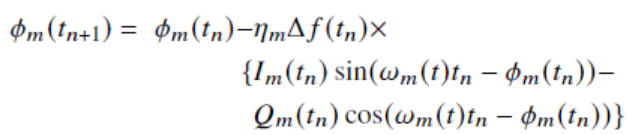 ϕₘ(tₙ₊₁) = ϕₘ(tₙ)−ηₘΔf(tₙ)×
{Iₘ(tₙ) sin(ωₘ(t)tₙ − ϕₘ(tₙ))−
Qₘ(tₙ) cos(ωₘ(t)tₙ − ϕₘ(tₙ))}